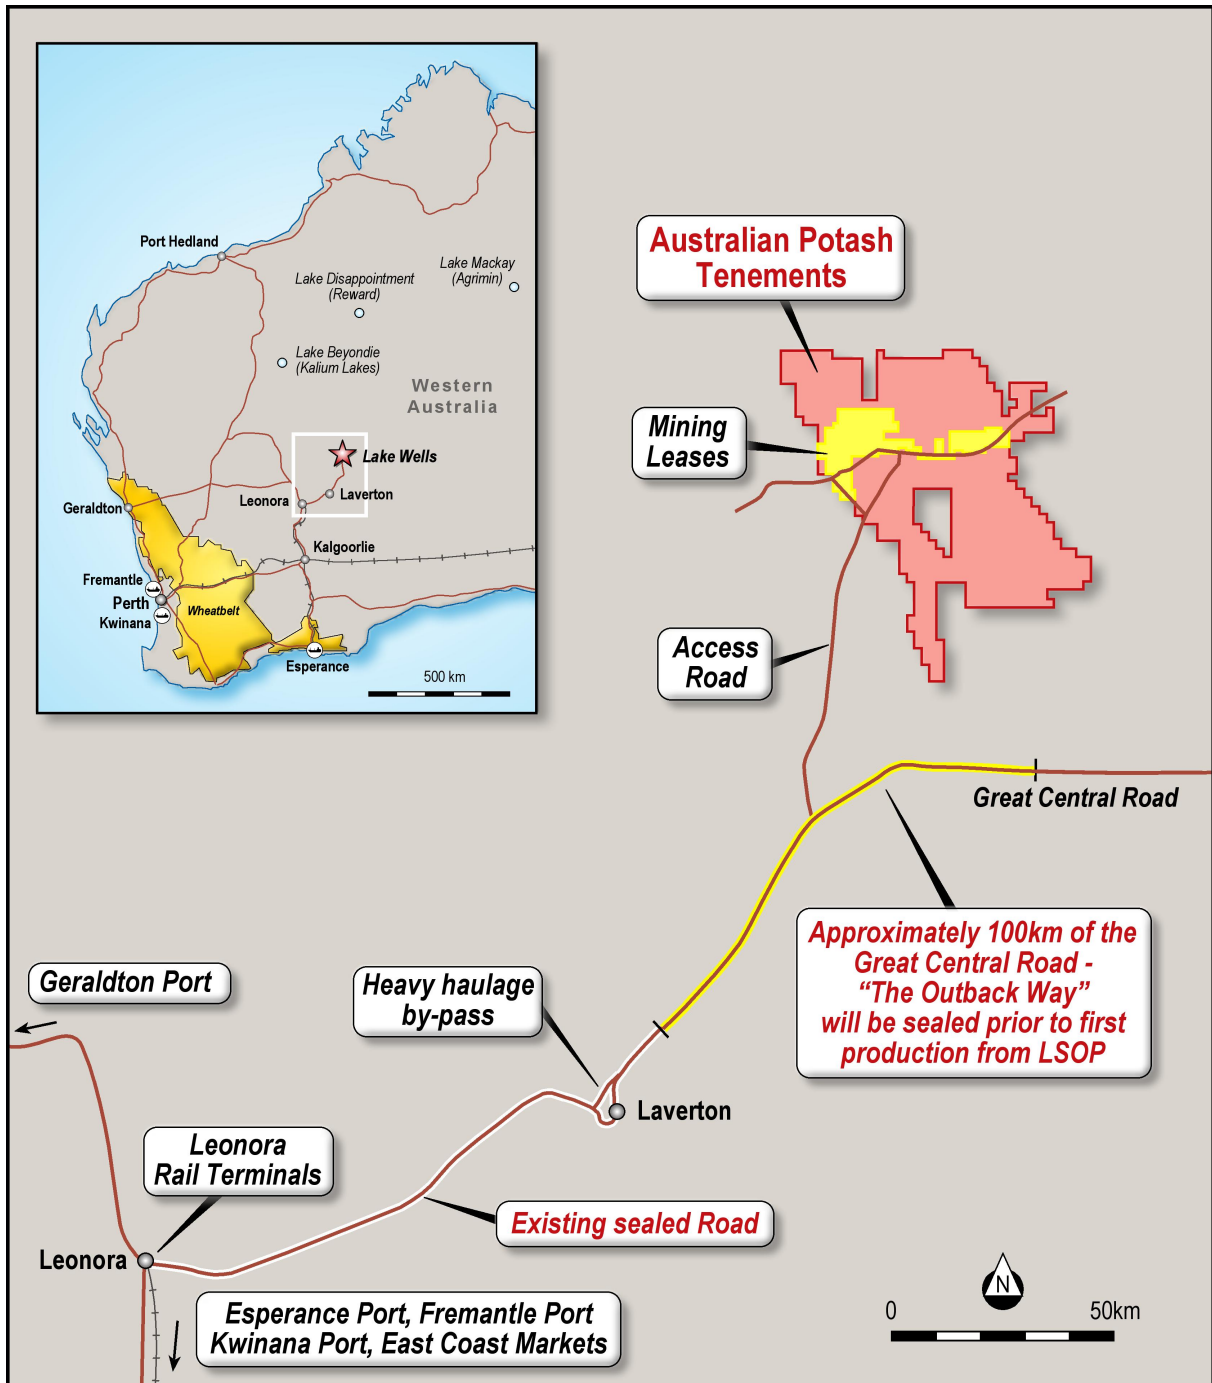 Port Hedland
Lake Disappointment
(Reward)
Lake Mackay
(Agrimin)
Lake Beyondie
(Kalium Lakes)
Western
Australia
Lake Wells
Leonora
Laverton
Geraldton
Kalgoorlie
Fremantle
Perth
Kwinana
Wheatbelt
Esperance
500 km
Australian Potash
Tenements
Mining
Leases
Access
Road
Great Central Road
Approximately 100km of the
Great Central Road -
“The Outback Way”
will be sealed prior to first
production from LSOP
Geraldton Port
Heavy haulage
by-pass
Laverton
Leonora
Rail Terminals
Existing sealed Road
Leonora
Esperance Port, Fremantle Port
Kwinana Port, East Coast Markets
N
0 50km